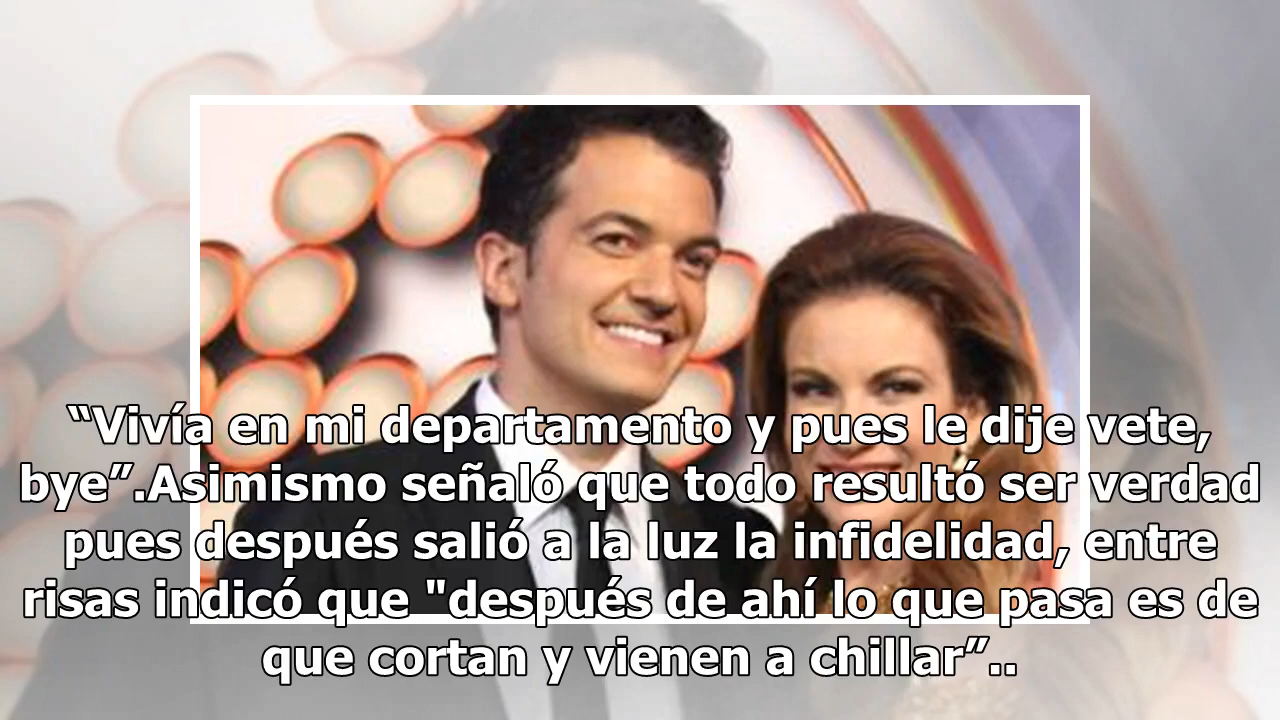 “Vivía en mi departamento y pues le dije vete,
bye”.Asimismo señaló que todo resultó ser verdad
pues después salió a la luz la infidelidad, entre
risas indicó que "después de ahí lo que pasa es de
que cortan y vienen a chillar”..